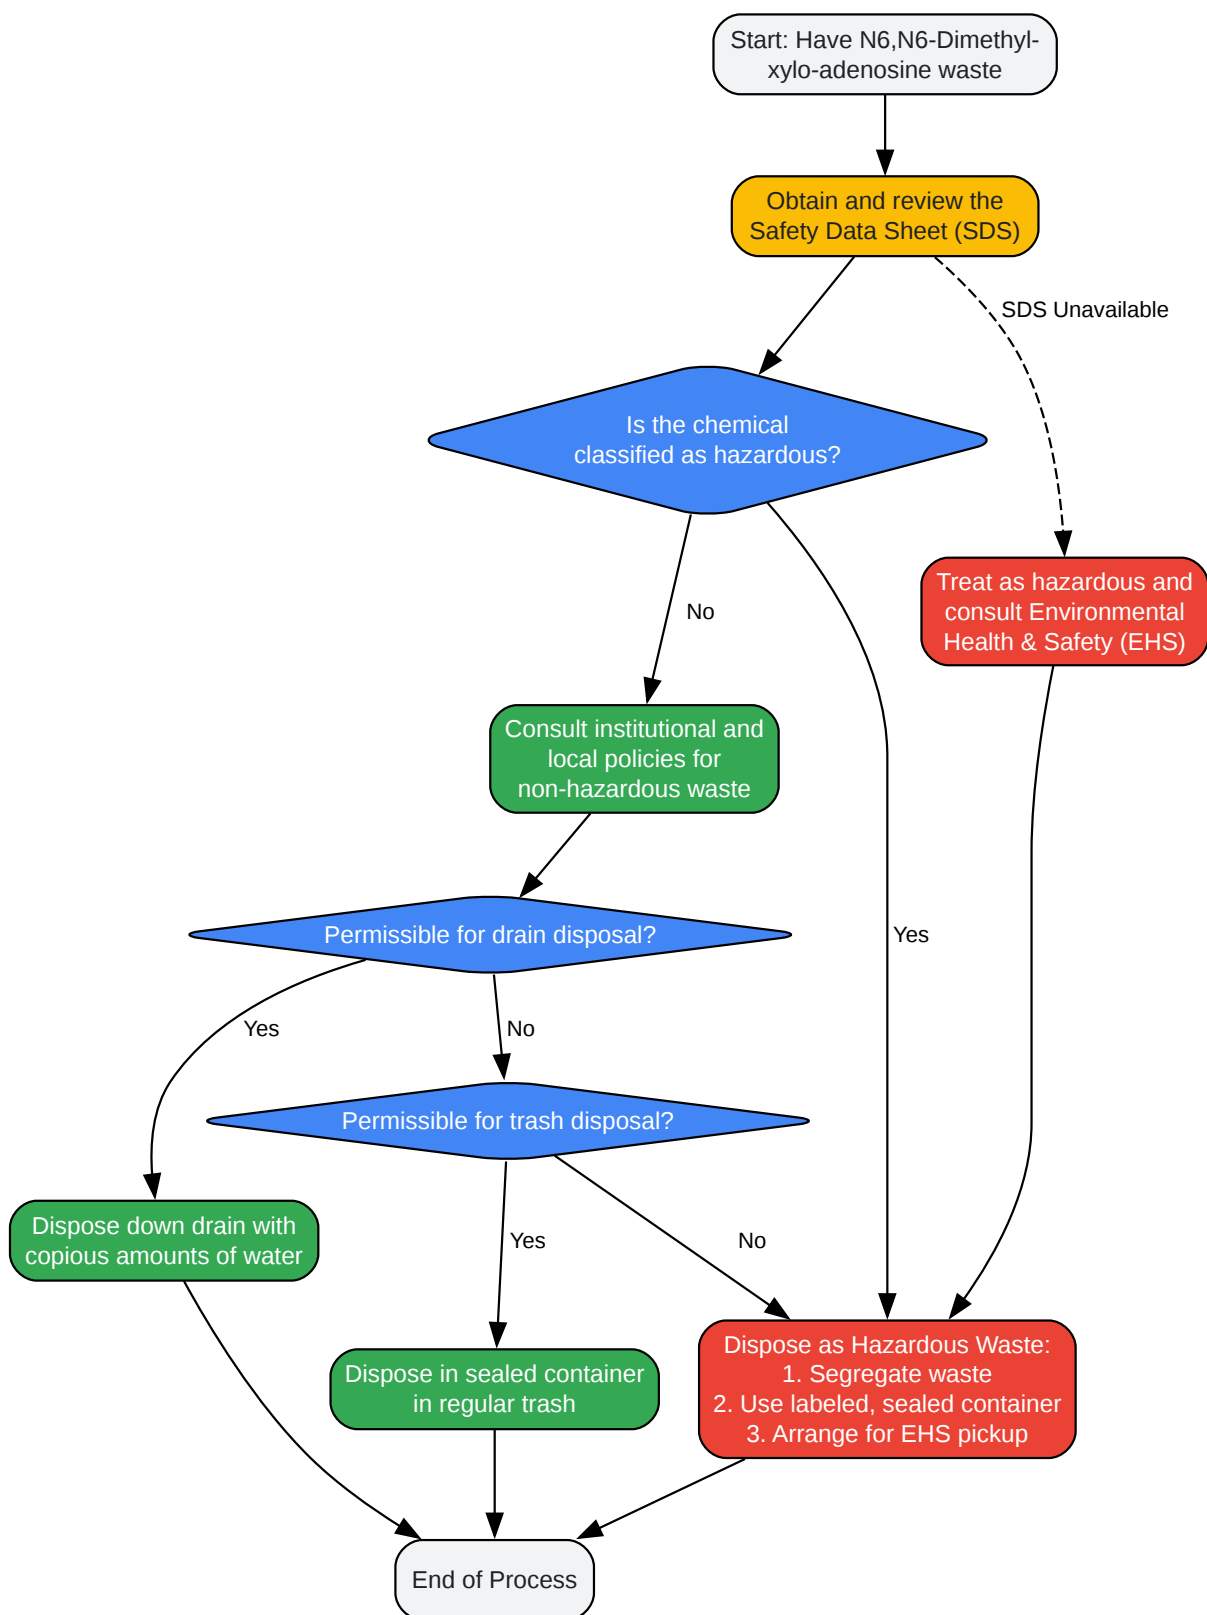 Start: Have N6,N6-Dimethyl-
xylo-adenosine waste
Obtain and review the
Safety Data Sheet (SDS)
SDS Unavailable
Is the chemical
classified as hazardous?
Treat as hazardous and
consult Environmental
Health & Safety (EHS)
No
Consult institutional and
local policies for
non-hazardous waste
Permissible for drain disposal?
Yes
Yes
No
Permissible for trash disposal?
Dispose down drain with
copious amounts of water
Yes
No
Dispose as Hazardous Waste:
1. Segregate waste
2. Use labeled, sealed container
3. Arrange for EHS pickup
Dispose in sealed container
in regular trash
End of Process